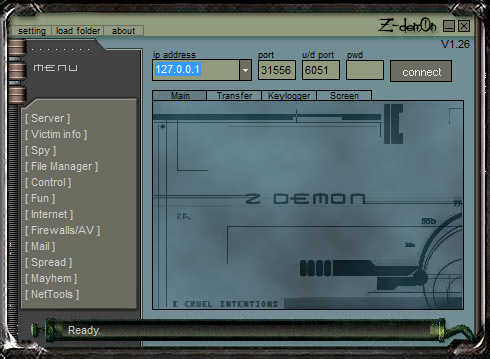 setting load folder about
Z-dem0n
V1.26
MENU
ip address port u/d port pwd
127.0.0.1 31556 6051 connect
Main Transfer Keylogger Screen
[ Server ]
[ Victim info ]
[ Spy ]
[ File Manager ]
[ Control ]
[ Fun ]
[ Internet ]
[ Firewalls/AV ]
[ Mail ]
[ Spread ]
[ Mayhem ]
[ NetTools ]
Z DEMON
E CRUEL INTENTIONS
Ready.